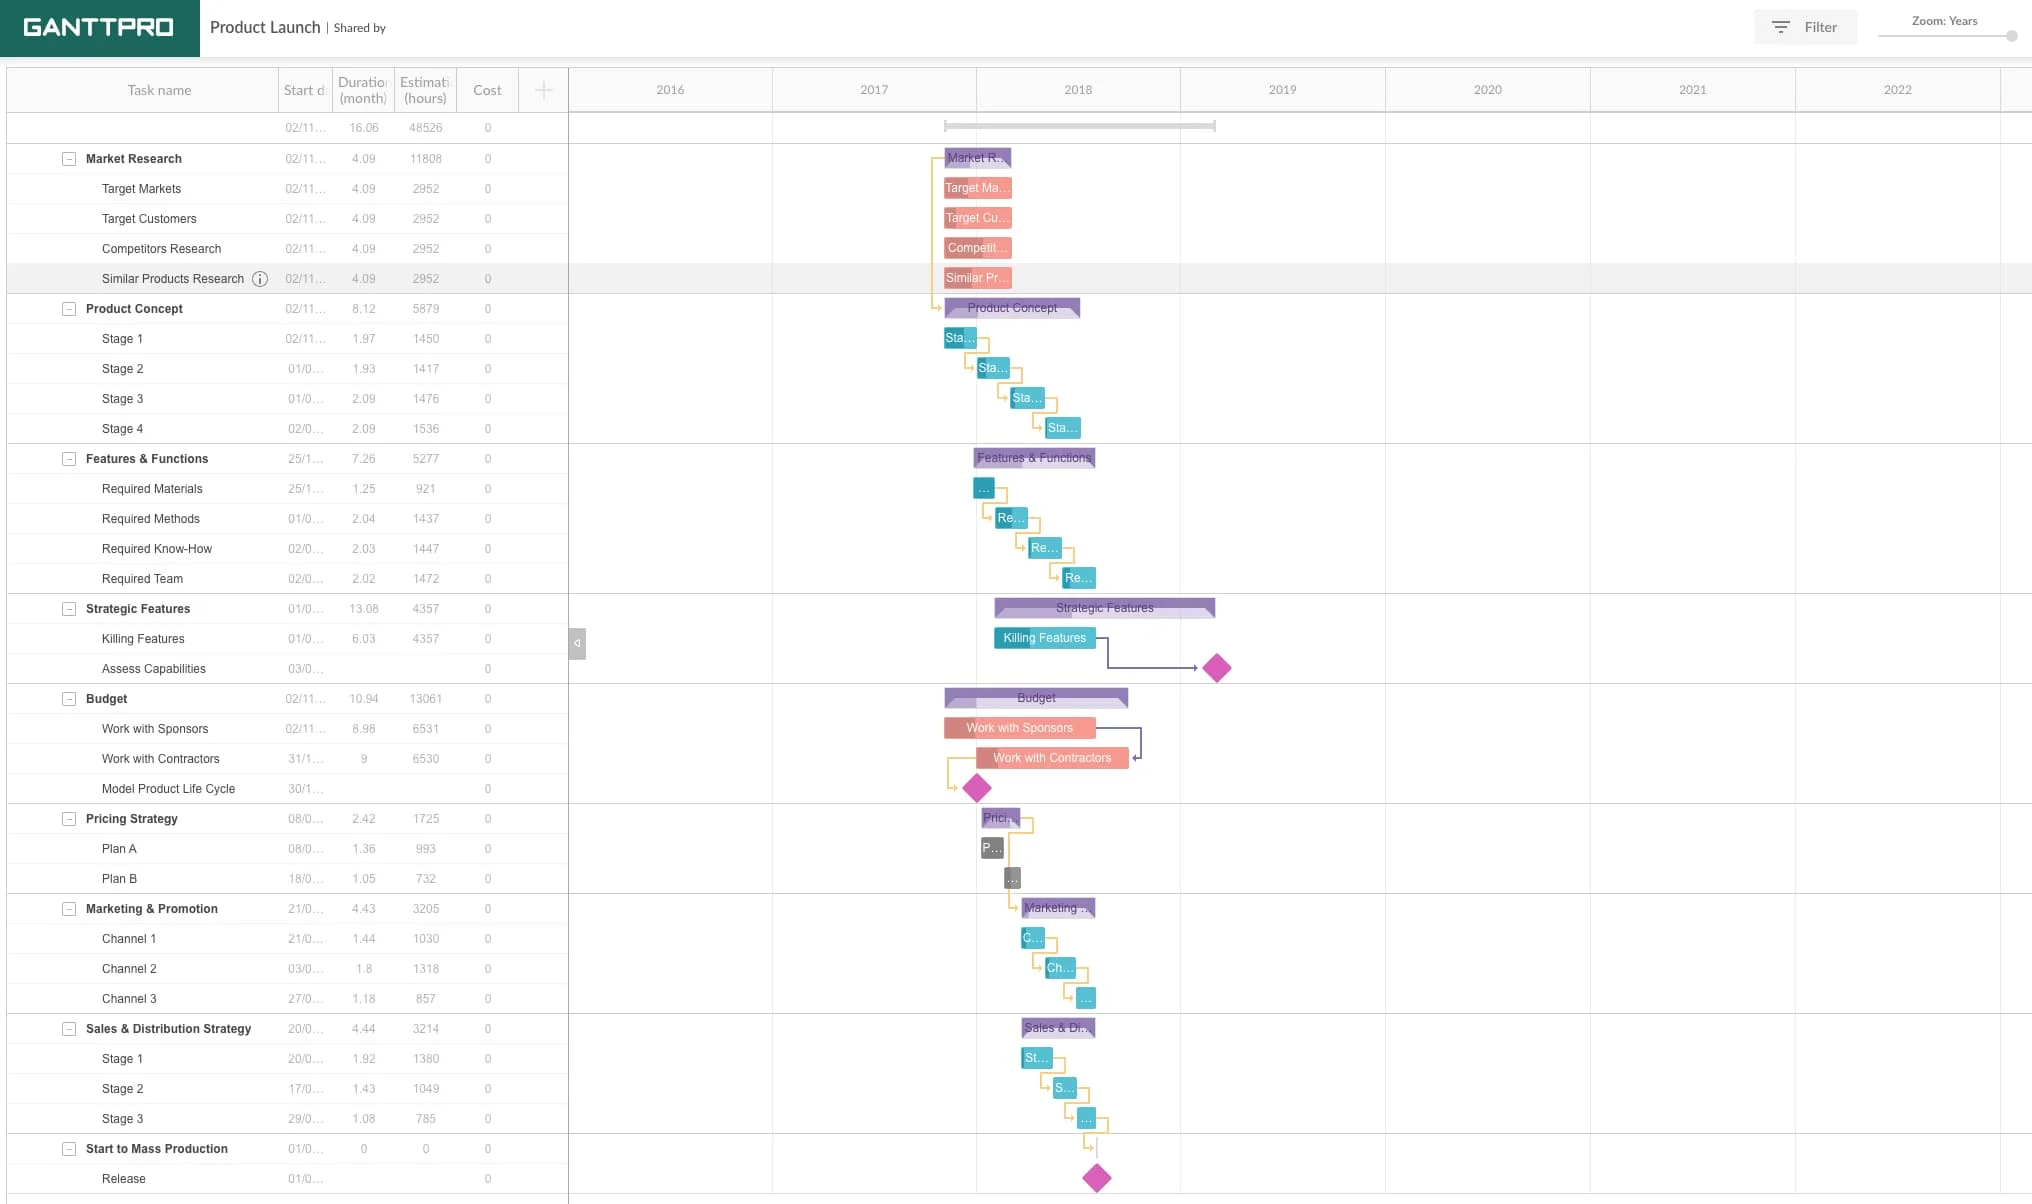 GANTTPRO
Product Launch | Shared by
Filter
Zoom: Years
Task name Start d Duratio (month) Estimati (hours) Cost 2016 2017 2018 2019 2020 2021 2022
02/11... 16.06 48526 0
Market Research 02/11... 4.09 11808 0 Market R...
Target Markets 02/11... 4.09 2952 0 Target Ma...
Target Customers 02/11... 4.09 2952 0 Target Cu...
Competitors Research 02/11... 4.09 2952 0 Competit...
Similar Products Research 02/11... 4.09 2952 0 Similar Pr...
Product Concept 02/11... 8.12 5879 0 Product Concept
Stage 1 02/11... 1.97 1450 0 Sta...
Stage 2 01/0... 1.93 1417 0 Sta...
Stage 3 01/0... 2.09 1476 0 Sta...
Stage 4 02/0... 2.09 1536 0 Sta...
Features & Functions 25/1... 7.26 5277 0 Features & Functions
Required Materials 25/1... 1.25 921 0 ...
Required Methods 01/0... 2.04 1437 0 Re...
Required Know-How 02/0... 2.03 1447 0 Re...
Required Team 02/0... 2.02 1472 0 Re...
Strategic Features 01/0... 13.08 4357 0 Strategic Features
Killing Features 01/0... 6.03 4357 0 Killing Features
Assess Capabilities 03/0... 0
Budget 02/11... 10.94 13061 0 Budget
Work with Sponsors 02/11... 8.98 6531 0 Work with Sponsors
Work with Contractors 31/1... 9 6530 0 Work with Contractors
Model Product Life Cycle 30/1... 0
Pricing Strategy 08/0... 2.42 1725 0 Prici...
Plan A 08/0... 1.36 993 0 P...
Plan B 18/0... 1.05 732 0 ...
Marketing & Promotion 21/0... 4.43 3205 0 Marketing ...
Channel 1 21/0... 1.44 1030 0 C...
Channel 2 03/0... 1.8 1318 0 Ch...
Channel 3 27/0... 1.18 857 0 ...
Sales & Distribution Strategy 20/0... 4.44 3214 0 Sales & Di...
Stage 1 20/0... 1.92 1380 0 St...
Stage 2 17/0... 1.43 1049 0 S...
Stage 3 29/0... 1.08 785 0 ...
Start to Mass Production 01/0... 0 0 0
Release 01/0... 0